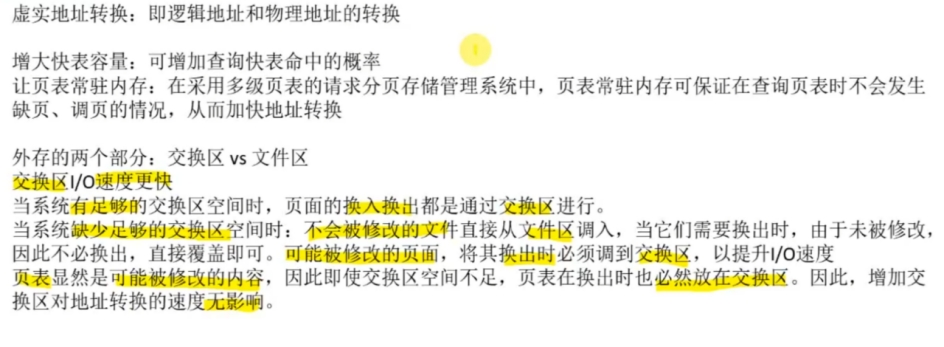 虚实地址转换：即逻辑地址和物理地址的转换
增大快表容量：可增加查询快表命中的概率
让页表常驻内存：在采用多级页表的请求分页存储管理系统中，页表常驻内存可保证在查询页表时不会发生
缺页、调页的情况，从而加快地址转换
外存的两个部分：交换区 vs 文件区
交换区I/O速度更快
当系统有足够的交换区空间时，页面的换入换出都是通过交换区进行。
当系统缺少足够的交换区空间时：不会被修改的文件直接从文件区调入，当它们需要换出时，由于未被修改，
因此不必换出，直接覆盖即可。可能被修改的页面，将其换出时必须调到交换区，以提升I/O速度
页表显然是可能被修改的内容，因此即使交换区空间不足，页表在换出时也必然放在交换区。因此，增加交
换区对地址转换的速度无影响。